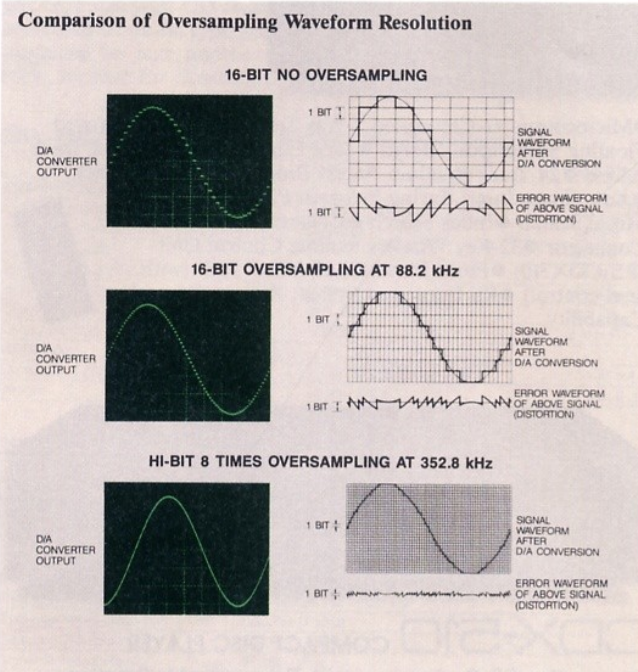 Comparison of Oversampling Waveform Resolution
16-BIT NO OVERSAMPLING
D/A
CONVERTER
OUTPUT
1 BIT
SIGNAL
WAVEFORM
AFTER
D/A CONVERSION
1 BIT
ERROR WAVEFORM
OF ABOVE SIGNAL
(DISTORTION)
16-BIT OVERSAMPLING AT 88.2 kHz
D/A
CONVERTER
OUTPUT
1 BIT
SIGNAL
WAVEFORM
AFTER
D/A CONVERSION
1 BIT
ERROR WAVEFORM
OF ABOVE SIGNAL
(DISTORTION)
HI-BIT 8 TIMES OVERSAMPLING AT 352.8 kHz
D/A
CONVERTER
OUTPUT
1 BIT
SIGNAL
WAVEFORM
AFTER
D/A CONVERSION
1 BIT
ERROR WAVEFORM
OF ABOVE SIGNAL
(DISTORTION)